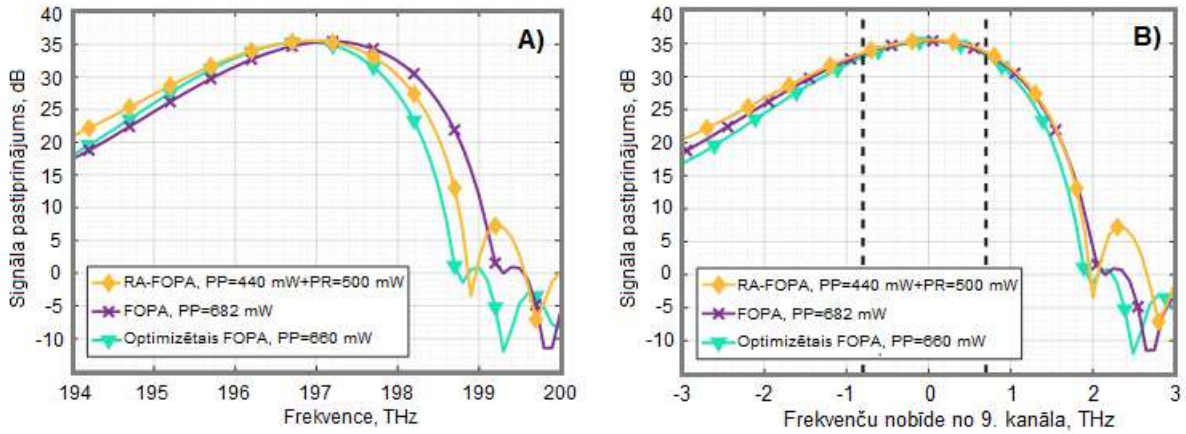 A)
Signāla pastiprinājums, dB
40
35
30
25
20
15
10
5
0
-5
-10
RA-FOPA, PP=440 mW+PR=500 mW
FOPA, PP=682 mW
Optimizētais FOPA, PP=660 mW
194 195 196 197 198 199 200
Frekvence, THz
B)
Signāla pastiprinājums, dB
40
35
30
25
20
15
10
5
0
-5
-10
RA-FOPA, PP=440 mW+PR=500 mW
FOPA, PP=682 mW
Optimizētais FOPA, PP=660 mW
-3 -2 -1 0 1 2 3
Frekvenču nobīde no 9. kanāla, THz